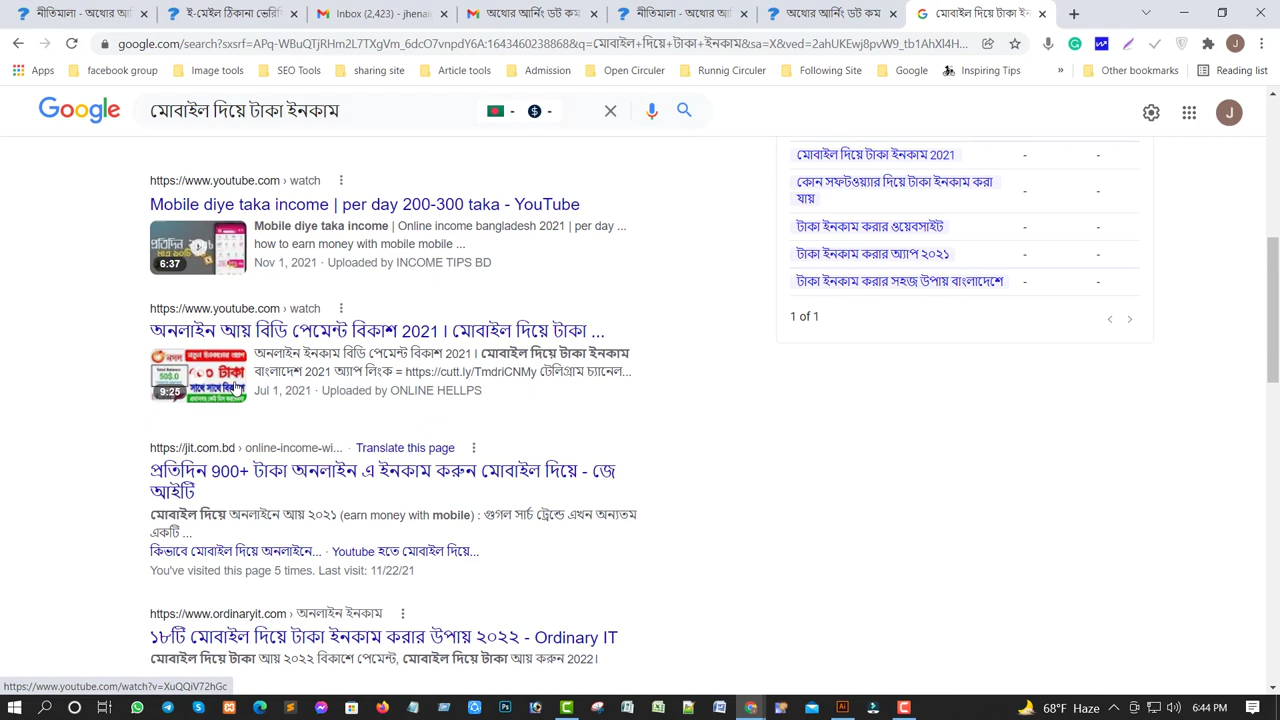 নীতিমালা - অথোর আ
ই-মেইল ঠিকানা ভেরি
Inbox (2,423) - jhenaid
অথোর আর্নিং ডট কম
নীতিমালা - অথোর আ
অথোর আর্নিং ডট কম
মোবাইল দিয়ে টাকা ইন
google.com/search?sxsrf=APq-WBuQTjRHm2L7TXgVrn_6dcO7vnpdY6A:1643460238868&q=মোবাইল+দিয়ে+টাকা+ইনকাম&sa=X&ved=2ahUKEwj8pvW9_tb1AhXl4H...
Apps
facebook group
Image tools
SEO Tools
sharing site
Article tools
Admission
Open Circuler
Runnig Circuler
Following Site
Google
Inspiring Tips
»
Other bookmarks
Reading list
Google
মোবাইল দিয়ে টাকা ইনকাম
J
মোবাইল দিয়ে টাকা ইনকাম 2021 - -
কোন সফটওয়্যার দিয়ে টাকা ইনকাম করা যায় - -
টাকা ইনকাম করার ওয়েবসাইট - -
টাকা ইনকাম করার অ্যাপ ২০২১ - -
টাকা ইনকাম করার সহজ উপায় বাংলাদেশে - -
1 of 1
https://www.youtube.com › watch
Mobile diye taka income | per day 200-300 taka - YouTube
Mobile diye taka income | Online income bangladesh 2021 | per day ...
how to earn money with mobile mobile ...
6:37
Nov 1, 2021 · Uploaded by INCOME TIPS BD
https://www.youtube.com › watch
অনলাইন আয় বিডি পেমেন্ট বিকাশ 2021 । মোবাইল দিয়ে টাকা ...
অনলাইন ইনকাম বিডি পেমেন্ট বিকাশ 2021। মোবাইল দিয়ে টাকা ইনকাম
বাংলাদেশ 2021 অ্যাপ লিংক = https://cutt.ly/TmdriCNMy টেলিগ্রাম চ্যানেল...
9:25
Jul 1, 2021 · Uploaded by ONLINE HELLPS
https://jit.com.bd › online-income-wi... · Translate this page
প্রতিদিন 900+ টাকা অনলাইন এ ইনকাম করুন মোবাইল দিয়ে - জে
আইটি
মোবাইল দিয়ে অনলাইনে আয় ২০২১ (earn money with mobile) : গুগল সার্চ ট্রেন্ডে এখন অন্যতম
একটি ...
কিভাবে মোবাইল দিয়ে অনলাইনে... · Youtube হতে মোবাইল দিয়ে...
You've visited this page 5 times. Last visit: 11/22/21
https://www.ordinaryit.com › অনলাইন ইনকাম
১৮টি মোবাইল দিয়ে টাকা ইনকাম করার উপায় ২০২২ - Ordinary IT
মোবাইল দিয়ে টাকা আয় ২০২২ বিকাশে পেমেন্ট, মোবাইল দিয়ে টাকা আয় করুন 2022।
https://www.youtube.com/watch?v=XuQQiV72hGc
68°F Haze
6:44 PM